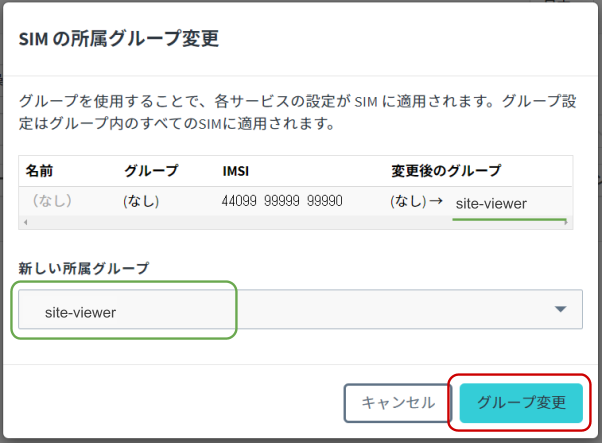 SIM の所属グループ変更
グループを使用することで、各サービスの設定が SIM に適用されます。グループ設
定はグループ内のすべてのSIMに適用されます。
名前 グループ IMSI 変更後のグループ
（なし） (なし) 44099 99999 99990 (なし) → site-viewer
新しい所属グループ
site-viewer
キャンセル グループ変更